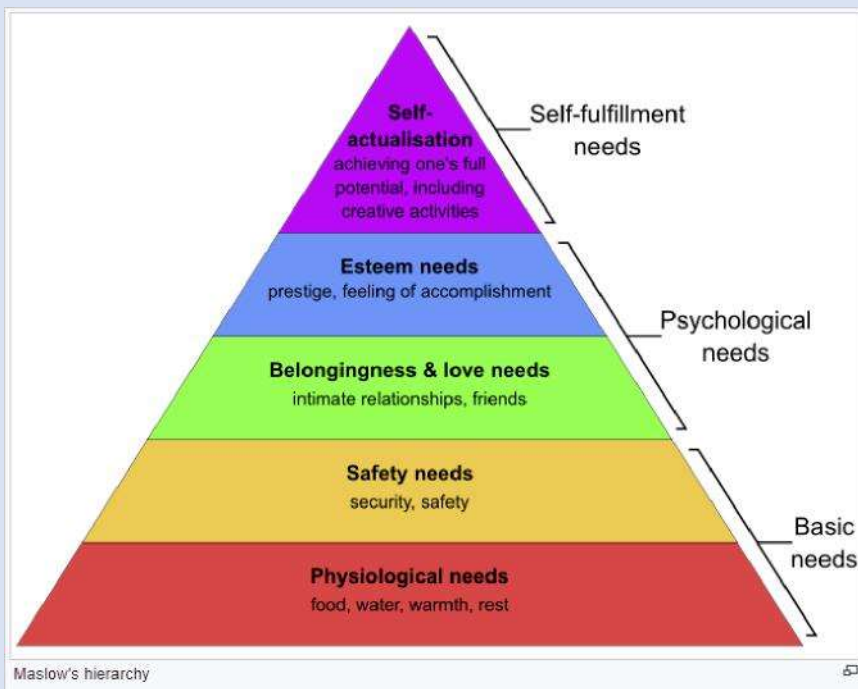 Self-
actualisation
achieving one's full
potential, including
creative activities
Self-fulfillment
needs
Esteem needs
prestige, feeling of accomplishment
Psychological
needs
Belongingness & love needs
intimate relationships, friends
Safety needs
security, safety
Basic
needs
Physiological needs
food, water, warmth, rest
Maslow's hierarchy